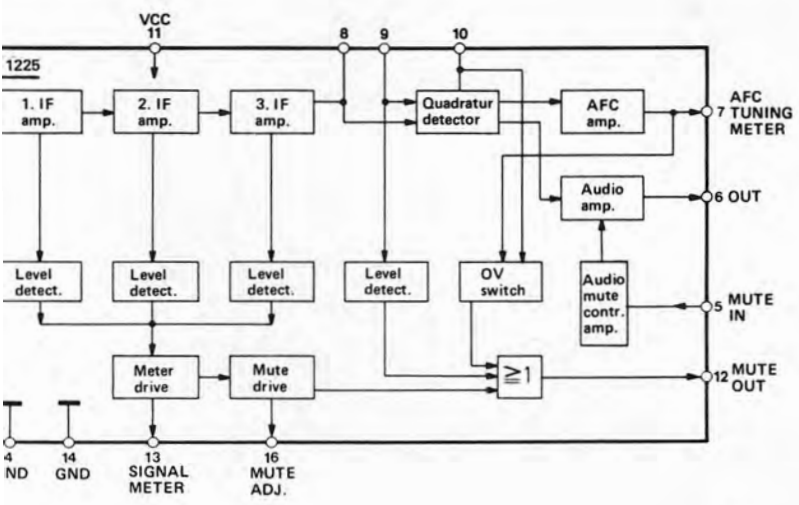 VCC
11 8 9 10
1225
1. IF
amp.
2. IF
amp.
3. IF
amp.
Quadratur
detector
AFC
amp.
7 AFC
TUNING
METER
Audio
amp.
6 OUT
Level
detect.
Level
detect.
Level
detect.
Level
detect.
OV
switch
Audio
mute
contr.
amp.
5 MUTE
IN
Meter
drive
Mute
drive
≧1
12 MUTE
OUT
4
ND
14
GND
13
SIGNAL
METER
16
MUTE
ADJ.